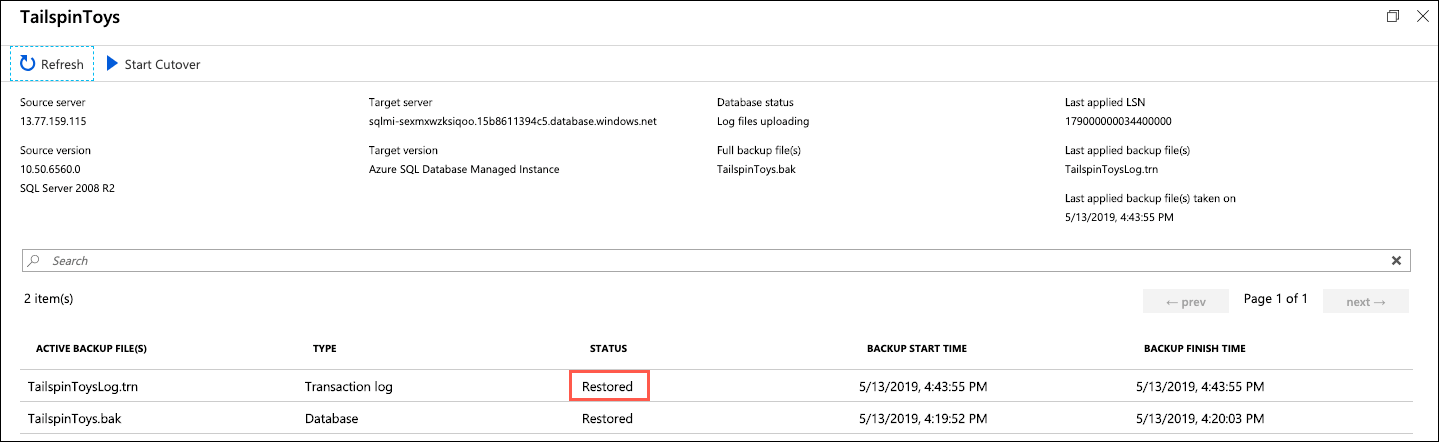 TailspinToys
Refresh Start Cutover
Source server
13.77.159.115
Source version
10.50.6560.0
SQL Server 2008 R2
Target server
sqlmi-sexmxwzksiqoo.15b8611394c5.database.windows.net
Target version
Azure SQL Database Managed Instance
Database status
Log files uploading
Full backup file(s)
TailspinToys.bak
Last applied LSN
179000000034400000
Last applied backup file(s)
TailspinToysLog.trn
Last applied backup file(s) taken on
5/13/2019, 4:43:55 PM
Search
2 item(s)
← prev Page 1 of 1 next →
ACTIVE BACKUP FILE(S) TYPE STATUS BACKUP START TIME BACKUP FINISH TIME
TailspinToysLog.trn Transaction log Restored 5/13/2019, 4:43:55 PM 5/13/2019, 4:43:55 PM
TailspinToys.bak Database Restored 5/13/2019, 4:19:52 PM 5/13/2019, 4:20:03 PM